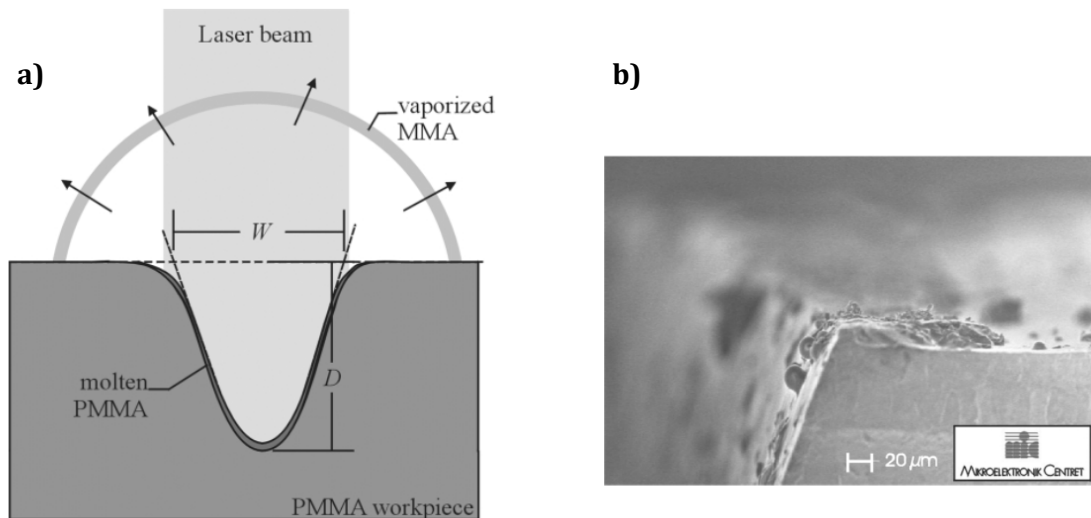 a)
Laser beam
vaporized
MMA
W
D
molten
PMMA
PMMA workpiece
b)
20 μm
MIKROELEKTRONIK CENTRET